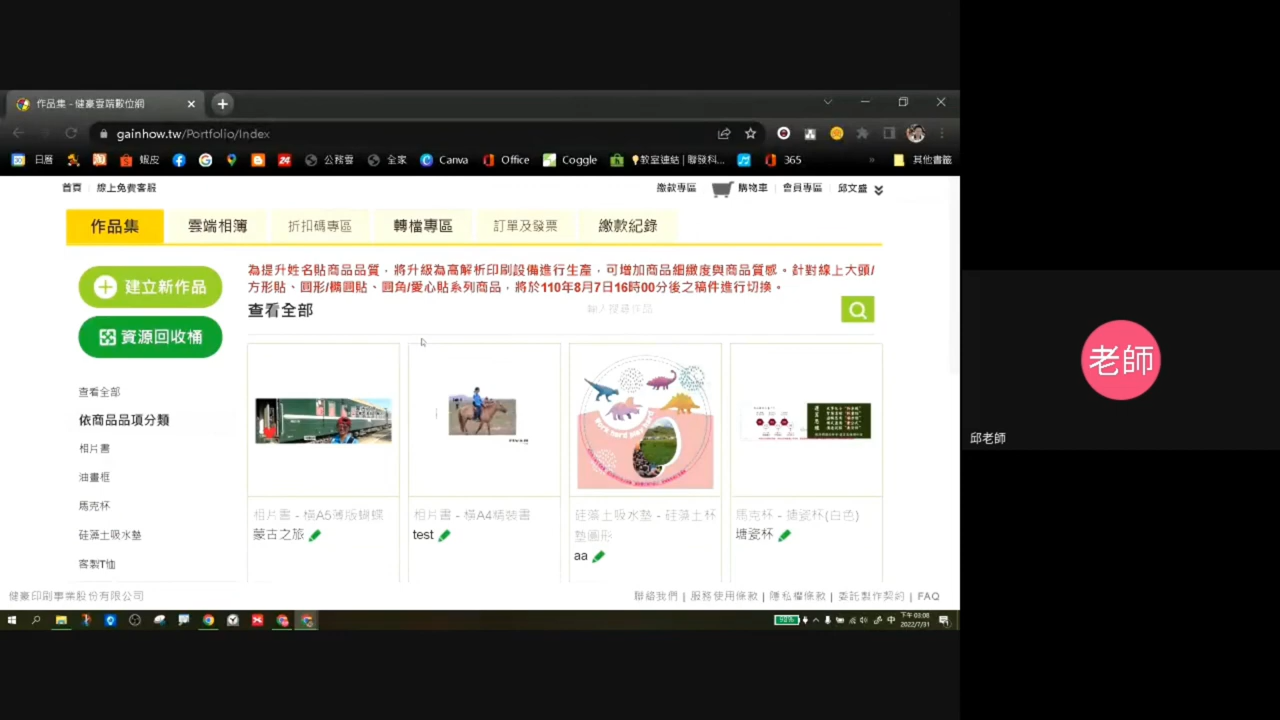 作品集 - 健豪雲端數位網
gainhow.tw/Portfolio/Index
日曆
蝦皮
公務雲
全家
Canva
Office
Coggle
教室連結 | 聯發科...
365
»
其他書籤
首頁
線上免費客服
繳款專區
購物車
會員專區
邱文盛
作品集
雲端相簿
折扣碼專區
轉檔專區
訂單及發票
繳款紀錄
建立新作品
資源回收桶
為提升姓名貼商品品質，將升級為高解析印刷設備進行生產，可增加商品細緻度與商品質感。針對線上大頭/
方形貼、圓形/橢圓貼、圓角/愛心貼系列商品，將於110年8月7日16時00分後之稿件進行切換。
查看全部
輸入搜尋作品
查看全部
依商品品項分類
相片書
油畫框
馬克杯
硅藻土吸水墊
客製T恤
相片書 - 橫A5薄版蝴蝶
蒙古之旅
相片書 - 橫A4精裝書
test
硅藻土吸水墊 - 硅藻土杯
墊圓形
aa
馬克杯 - 搪瓷杯(白色)
塘瓷杯
健豪印刷事業股份有限公司
聯絡我們 | 服務使用條款 | 隱私權條款 | 委託製作契約 | FAQ
90%
中
下午 03:08
2022/7/31
老師
邱老師